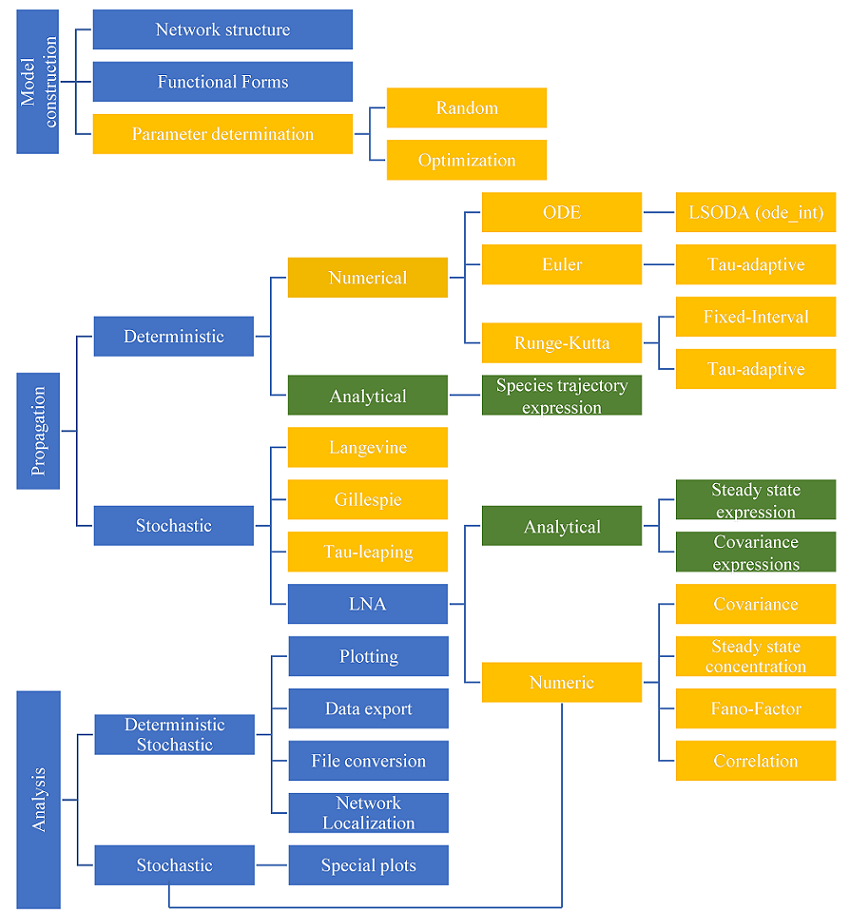 Model
construction
Network structure
Functional Forms
Parameter determination
Random
Optimization
Propagation
Deterministic
Numerical
ODE
LSODA (ode_int)
Euler
Tau-adaptive
Runge-Kutta
Fixed-Interval
Tau-adaptive
Analytical
Species trajectory
expression
Stochastic
Langevine
Gillespie
Tau-leaping
LNA
Analytical
Steady state
expression
Covariance
expressions
Numeric
Covariance
Steady state
concentration
Fano-Factor
Correlation
Analysis
Deterministic
Stochastic
Plotting
Data export
File conversion
Network
Localization
Stochastic
Special plots